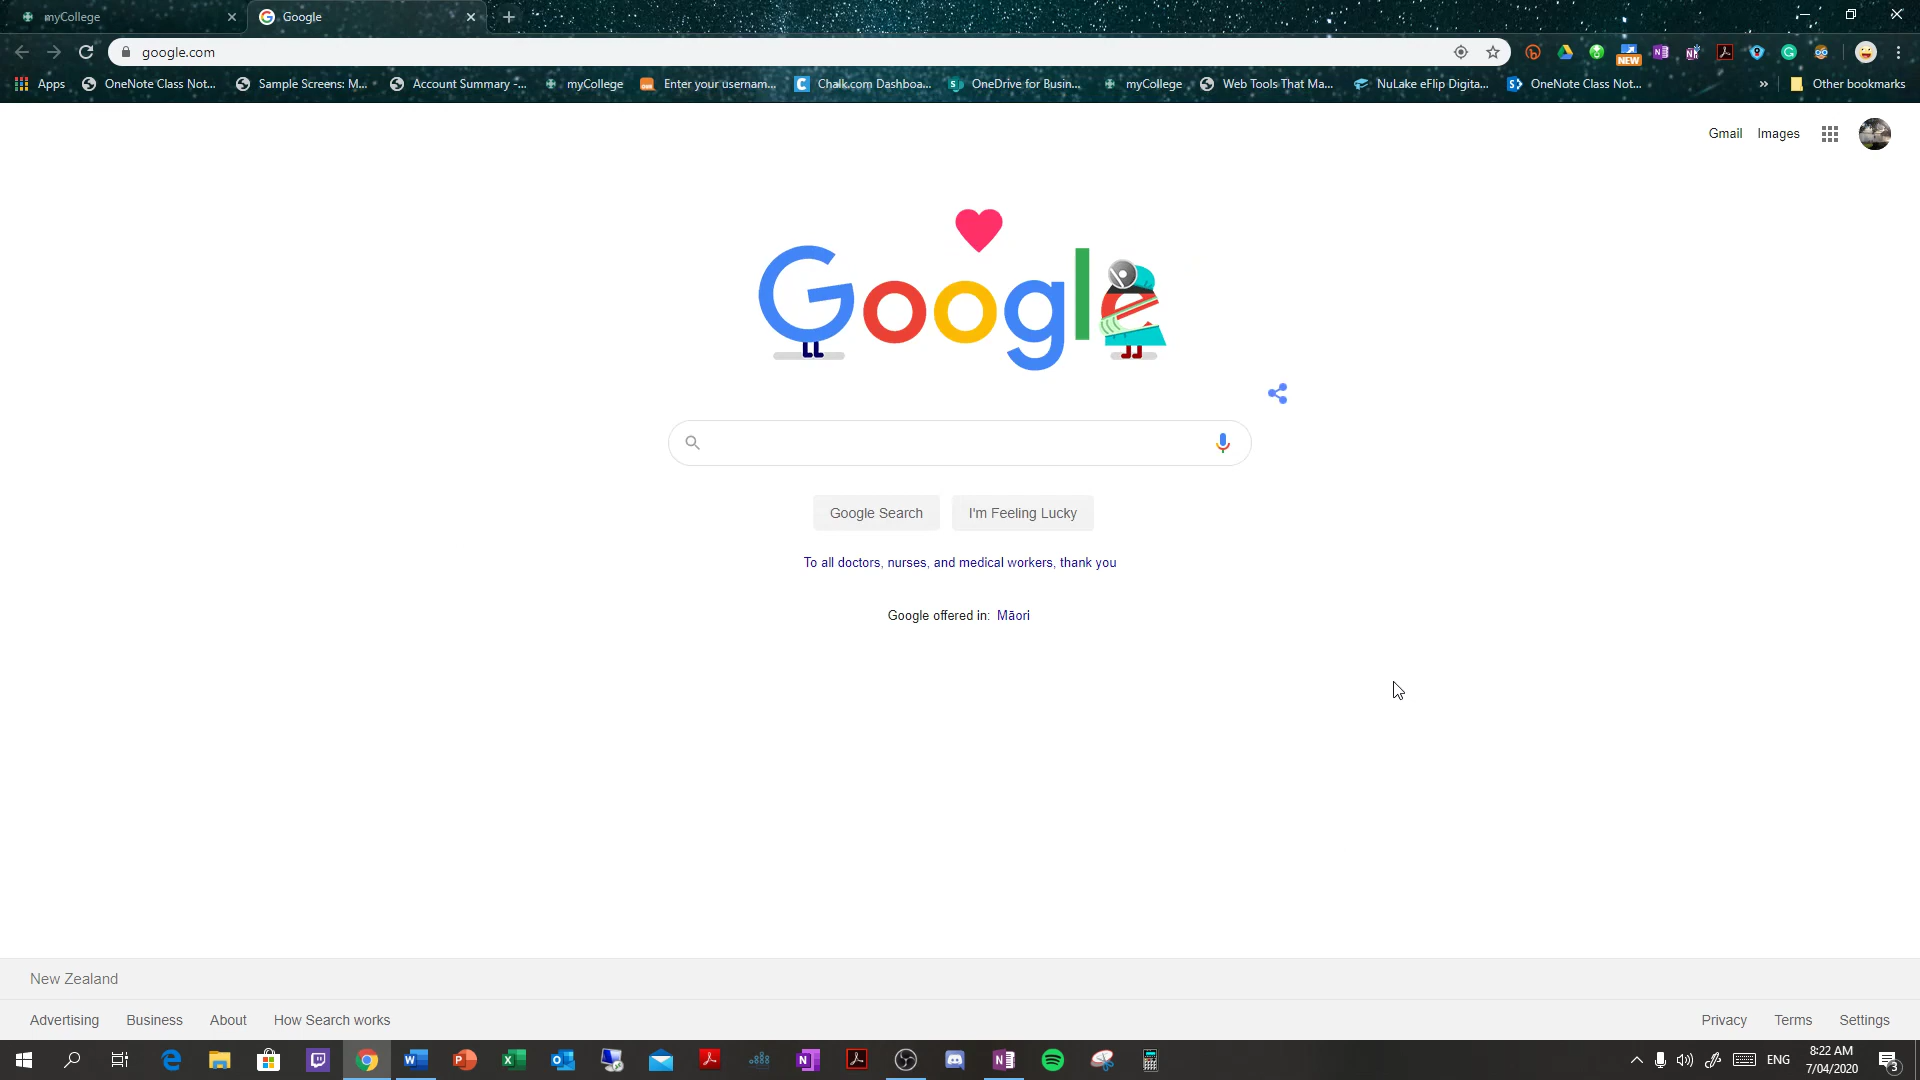 myCollege
Google
google.com
NEW
Apps
OneNote Class Not...
Sample Screens: M...
Account Summary -...
myCollege
Enter your usernam...
Chalk.com Dashboa...
OneDrive for Busin...
myCollege
Web Tools That Ma...
NuLake eFlip Digita...
OneNote Class Not...
»
Other bookmarks
Gmail
Images
Google
Google Search
I'm Feeling Lucky
To all doctors, nurses, and medical workers, thank you
Google offered in: Māori
New Zealand
Advertising
Business
About
How Search works
Privacy
Terms
Settings
ENG
8:22 AM
7/04/2020
3